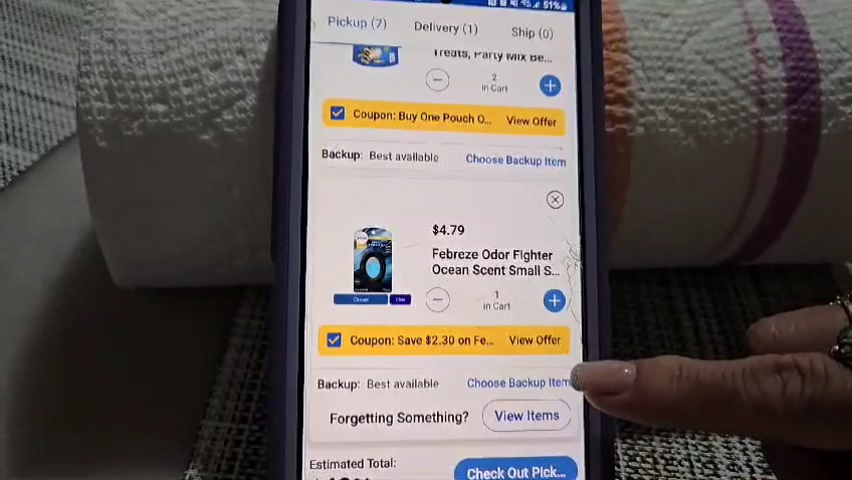 51%
Pickup (7) Delivery (1) Ship (0)
Treats, Party Mix Be...
2
in Cart
Coupon: Buy One Pouch O... View Offer
Backup: Best available Choose Backup Item
$4.79
Febreze Odor Fighter
Ocean Scent Small S...
1
in Cart
Coupon: Save $2.30 on Fe... View Offer
Backup: Best available Choose Backup Item
Forgetting Something? View Items
Estimated Total:
Check Out Pick...